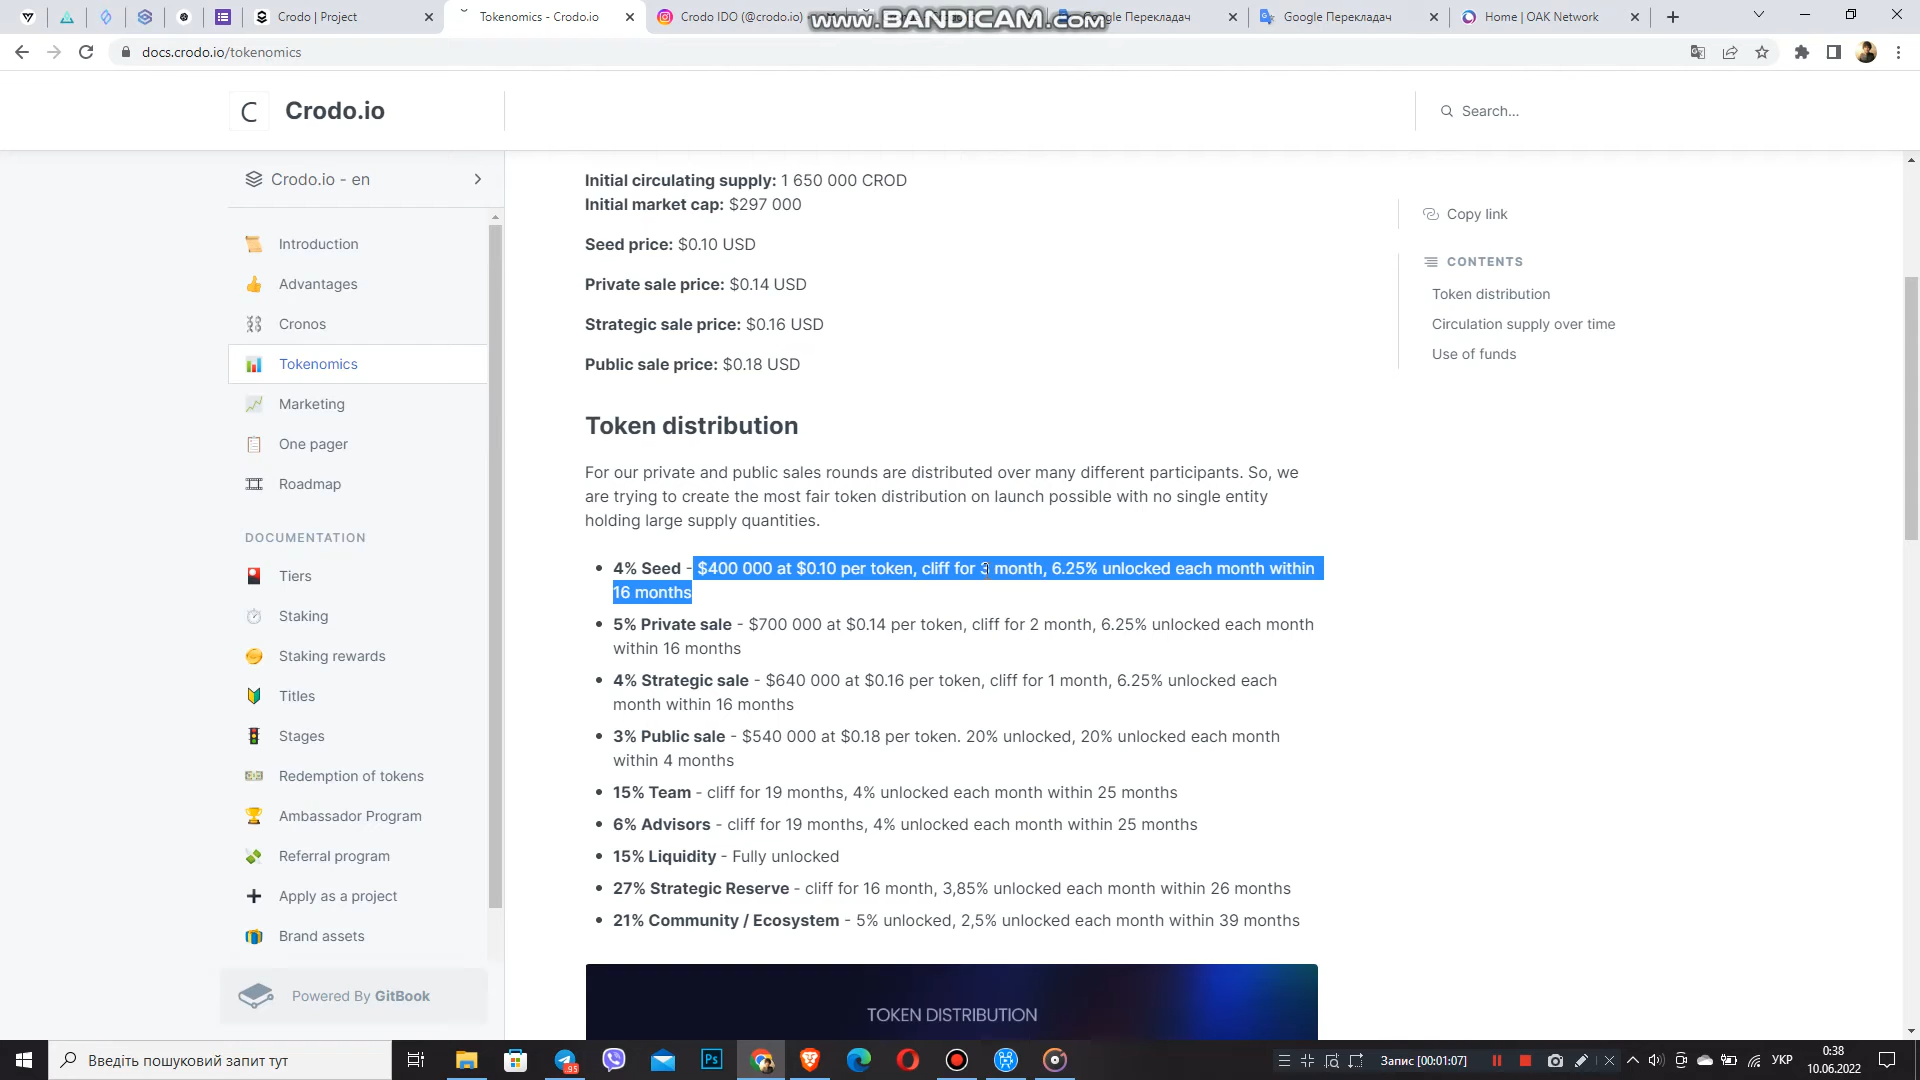 Crodo | Project
Tokenomics - Crodo.io
Crodo IDO (@crodo.io)
www.BANDICAM.com
Google Перекладач
Google Перекладач
Home | OAK Network
docs.crodo.io/tokenomics
C
Crodo.io
Search...
Crodo.io - en
Introduction
Advantages
Cronos
Tokenomics
Marketing
One pager
Roadmap
DOCUMENTATION
Tiers
Staking
Staking rewards
Titles
Stages
Redemption of tokens
Ambassador Program
Referral program
Apply as a project
Brand assets
Powered By GitBook
Initial circulating supply: 1 650 000 CROD
Initial market cap: $297 000
Seed price: $0.10 USD
Private sale price: $0.14 USD
Strategic sale price: $0.16 USD
Public sale price: $0.18 USD
Token distribution
For our private and public sales rounds are distributed over many different participants. So, we
are trying to create the most fair token distribution on launch possible with no single entity
holding large supply quantities.
4% Seed - $400 000 at $0.10 per token, cliff for 3 month, 6.25% unlocked each month within
16 months
5% Private sale - $700 000 at $0.14 per token, cliff for 2 month, 6.25% unlocked each month
within 16 months
4% Strategic sale - $640 000 at $0.16 per token, cliff for 1 month, 6.25% unlocked each
month within 16 months
3% Public sale - $540 000 at $0.18 per token. 20% unlocked, 20% unlocked each month
within 4 months
15% Team - cliff for 19 months, 4% unlocked each month within 25 months
6% Advisors - cliff for 19 months, 4% unlocked each month within 25 months
15% Liquidity - Fully unlocked
27% Strategic Reserve - cliff for 16 month, 3,85% unlocked each month within 26 months
21% Community / Ecosystem - 5% unlocked, 2,5% unlocked each month within 39 months
TOKEN DISTRIBUTION
Copy link
CONTENTS
Token distribution
Circulation supply over time
Use of funds
Введіть пошуковий запит тут
Ps
95
Запис [00:01:07]
УКР
0:38
10.06.2022